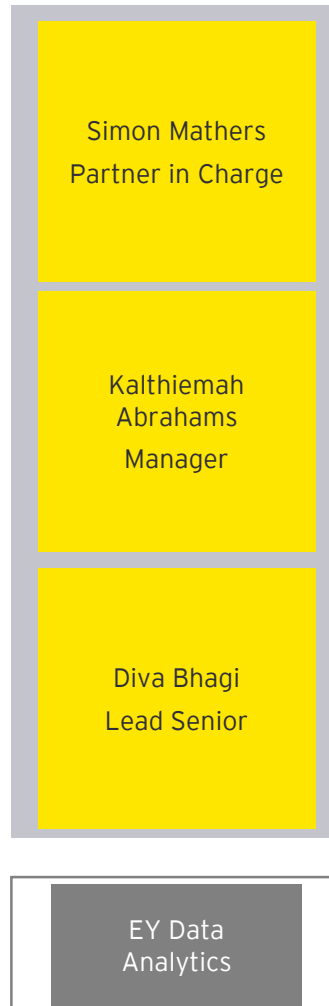 Simon Mathers
Partner in Charge
Kalthiemah
Abrahams
Manager
Diva Bhagi
Lead Senior
EY Data
Analytics